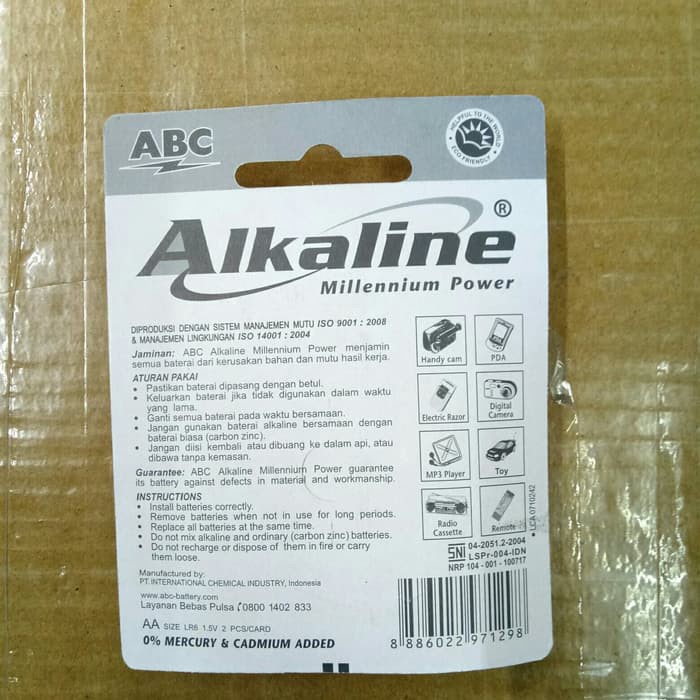 ABC
HELPFUL TO THE WORLD
ECO FRIENDLY
Alkaline®
Millennium Power
DIPRODUKSI DENGAN SISTEM MANAJEMEN MUTU ISO 9001 : 2008
& MANAJEMEN LINGKUNGAN ISO 14001 : 2004
Jaminan: ABC Alkaline Millennium Power menjamin
semua baterai dari kerusakan bahan dan mutu hasil kerja.
ATURAN PAKAI
• Pastikan baterai dipasang dengan betul.
• Keluarkan baterai jika tidak digunakan dalam waktu
yang lama.
• Ganti semua baterai pada waktu bersamaan.
• Jangan gunakan baterai alkaline bersamaan dengan
baterai biasa (carbon zinc).
• Jangan diisi kembali atau dibuang ke dalam api, atau
dibawa tanpa kemasan.
Guarantee: ABC Alkaline Millennium Power guarantee
its battery against defects in material and workmanship.
INSTRUCTIONS
• Install batteries correctly.
• Remove batteries when not in use for long periods.
• Replace all batteries at the same time.
• Do not mix alkaline and ordinary (carbon zinc) batteries.
• Do not recharge or dispose of them in fire or carry
them loose.
Manufactured by:
PT. INTERNATIONAL CHEMICAL INDUSTRY, Indonesia
www.abc-battery.com
Layanan Bebas Pulsa 0800 1402 833
AA SIZE LR6 1.5V 2 PCS/CARD
0% MERCURY & CADMIUM ADDED
Handy cam
PDA
Electric Razor
Digital
Camera
MP3 Player
Toy
Radio
Cassette
Remote
• LCA 0710242
SNI 04-2051.2-2004
LSPr-004-IDN
NRP 104 - 001 - 100717
8 886022 971298